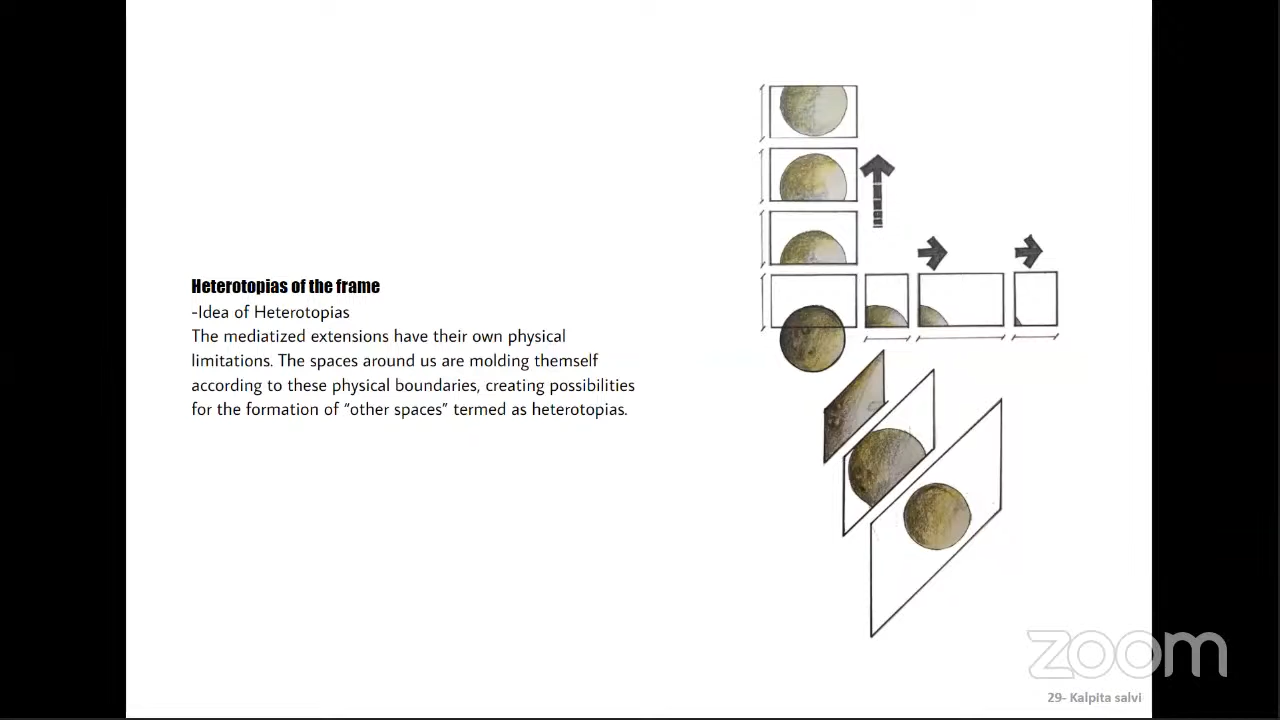 Heterotopias of the frame
-Idea of Heterotopias
The mediatized extensions have their own physical
limitations. The spaces around us are molding themself
according to these physical boundaries, creating possibilities
for the formation of “other spaces” termed as heterotopias.
zoom
29- Kalpita salvi